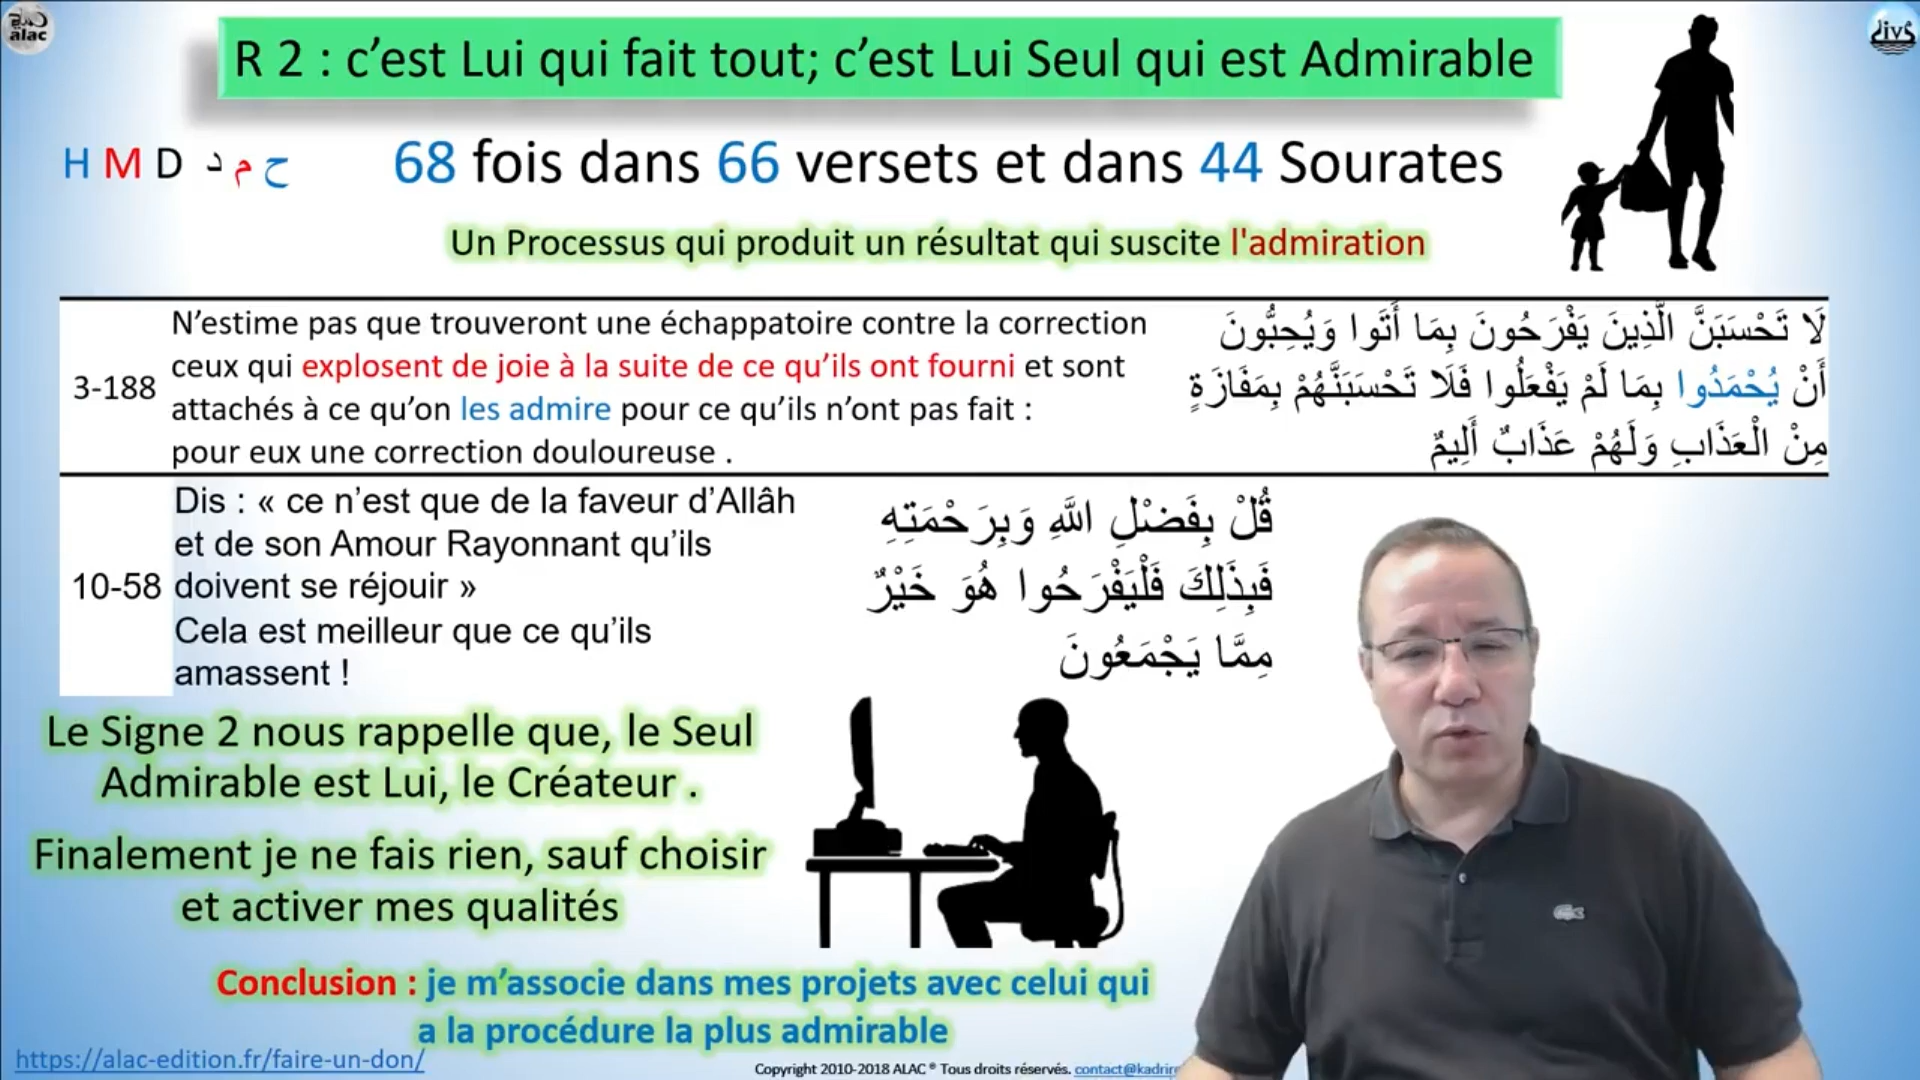 alac
R 2 : c’est Lui qui fait tout; c’est Lui Seul qui est Admirable
H M D ح م د
68 fois dans 66 versets et dans 44 Sourates
Un Processus qui produit un résultat qui suscite l'admiration
3-188
N’estime pas que trouveront une échappatoire contre la correction
ceux qui explosent de joie à la suite de ce qu’ils ont fourni et sont
attachés à ce qu’on les admire pour ce qu’ils n’ont pas fait :
pour eux une correction douloureuse .
لَا تَحْسَبَنَّ الَّذِينَ يَفْرَحُونَ بِمَا أَتَوا وَيُحِبُّونَ
أَنْ يُحْمَدُوا بِمَا لَمْ يَفْعَلُوا فَلَا تَحْسَبَنَّهُمْ بِمَفَازَةٍ
مِنْ الْعَذَابِ وَلَهُمْ عَذَابٌ أَلِيمٌ
10-58
Dis : « ce n’est que de la faveur d’Allâh
et de son Amour Rayonnant qu’ils
doivent se réjouir »
Cela est meilleur que ce qu’ils
amassent !
قُلْ بِفَضْلِ اللَّهِ وَبِرَحْمَتِهِ
فَبِذَلِكَ فَلْيَفْرَحُوا هُوَ خَيْرٌ
مِمَّا يَجْمَعُونَ
Le Signe 2 nous rappelle que, le Seul
Admirable est Lui, le Créateur .
Finalement je ne fais rien, sauf choisir
et activer mes qualités
Conclusion : je m’associe dans mes projets avec celui qui
a la procédure la plus admirable
https://alac-edition.fr/faire-un-don/
Copyright 2010-2018 ALAC ® Tous droits réservés. contact@kadrire